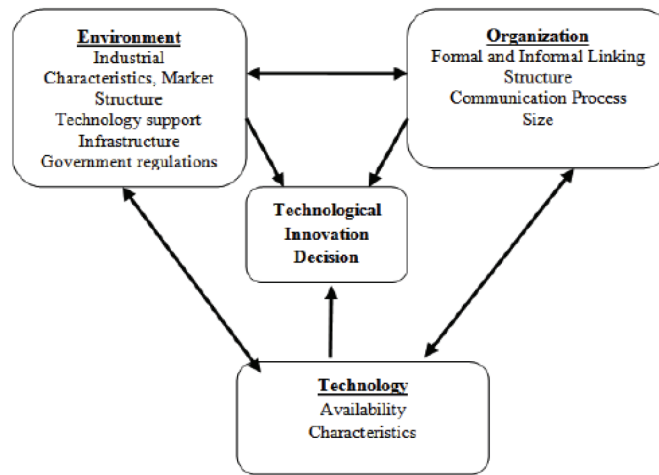 Environment
Industrial
Characteristics, Market
Structure
Technology support
Infrastructure
Government regulations
Organization
Formal and Informal Linking
Structure
Communication Process
Size
Technological
Innovation
Decision
Technology
Availability
Characteristics